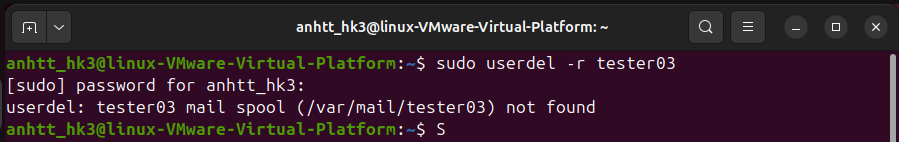 anhtt_hk3@linux-VMware-Virtual-Platform: ~
anhtt_hk3@linux-VMware-Virtual-Platform:~$ sudo userdel -r tester03
[sudo] password for anhtt_hk3:
userdel: tester03 mail spool (/var/mail/tester03) not found
anhtt_hk3@linux-VMware-Virtual-Platform:~$ S